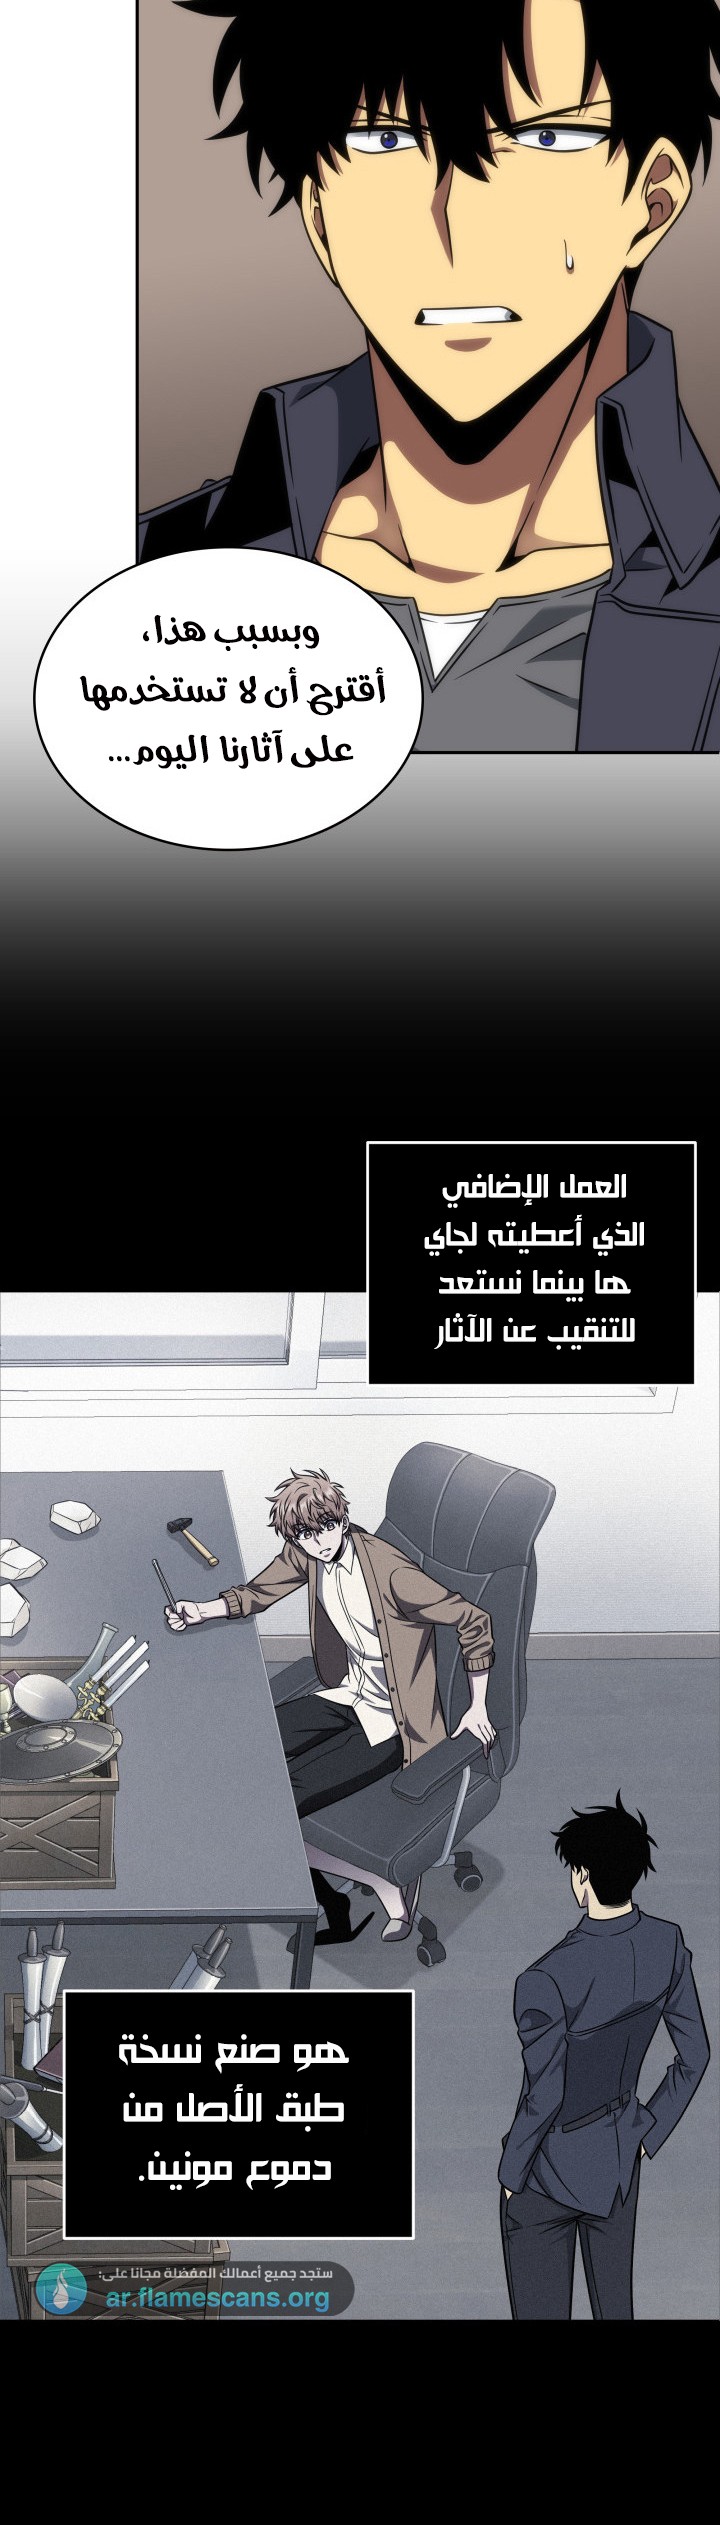 وبسبب هذا،
أقترح أن لا تستخدمها
على آثارنا اليوم...
العمل الإضافي
الذي أعطيته لجاي
ها بينما نستعد
للتنقيب عن الآثار
هو صنع نسخة
طبق الأصل من
دموع مونين.
ستجد جميع أعمالك المفضلة مجانا على:
ar.flamescans.org